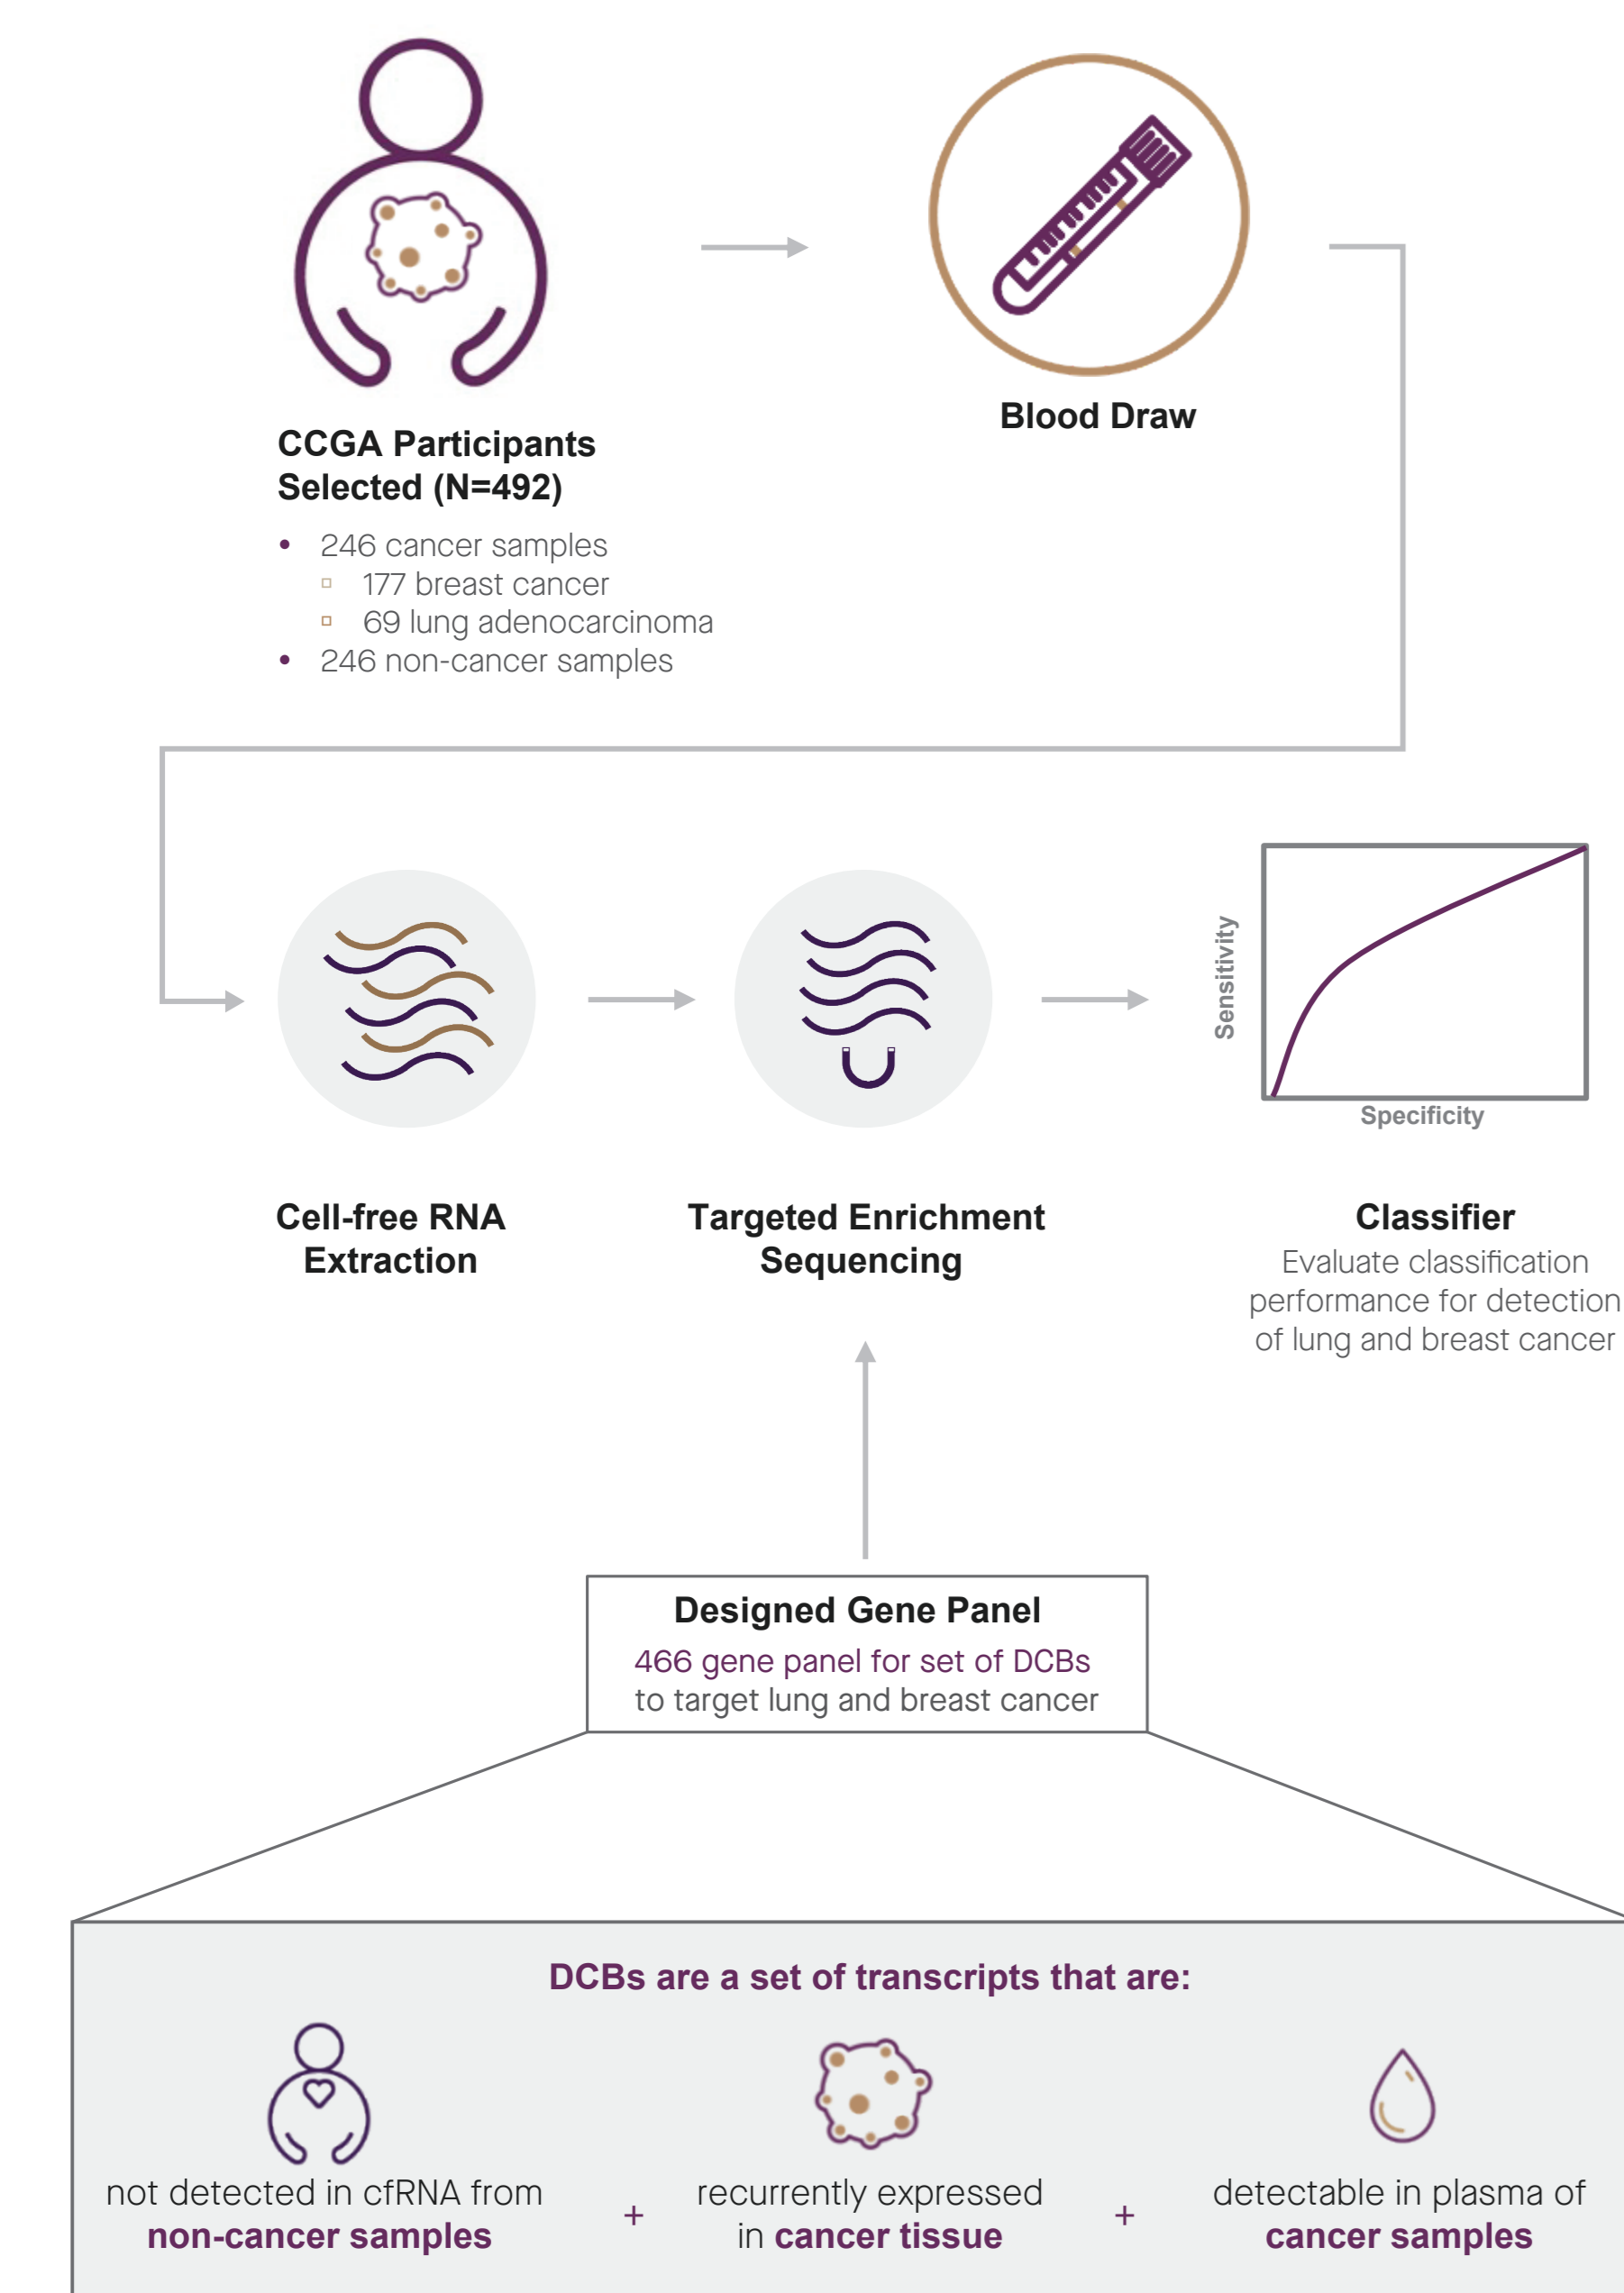 CCGA Participants
Selected (N=492)
• 246 cancer samples
▫ 177 breast cancer
▫ 69 lung adenocarcinoma
• 246 non-cancer samples
Blood Draw
Cell-free RNA
Extraction
Targeted Enrichment
Sequencing
Sensitivity
Specificity
Classifier
Evaluate classification
performance for detection
of lung and breast cancer
Designed Gene Panel
466 gene panel for set of DCBs
to target lung and breast cancer
DCBs are a set of transcripts that are:
not detected in cfRNA from
non-cancer samples
+
recurrently expressed
in cancer tissue
+
detectable in plasma of
cancer samples